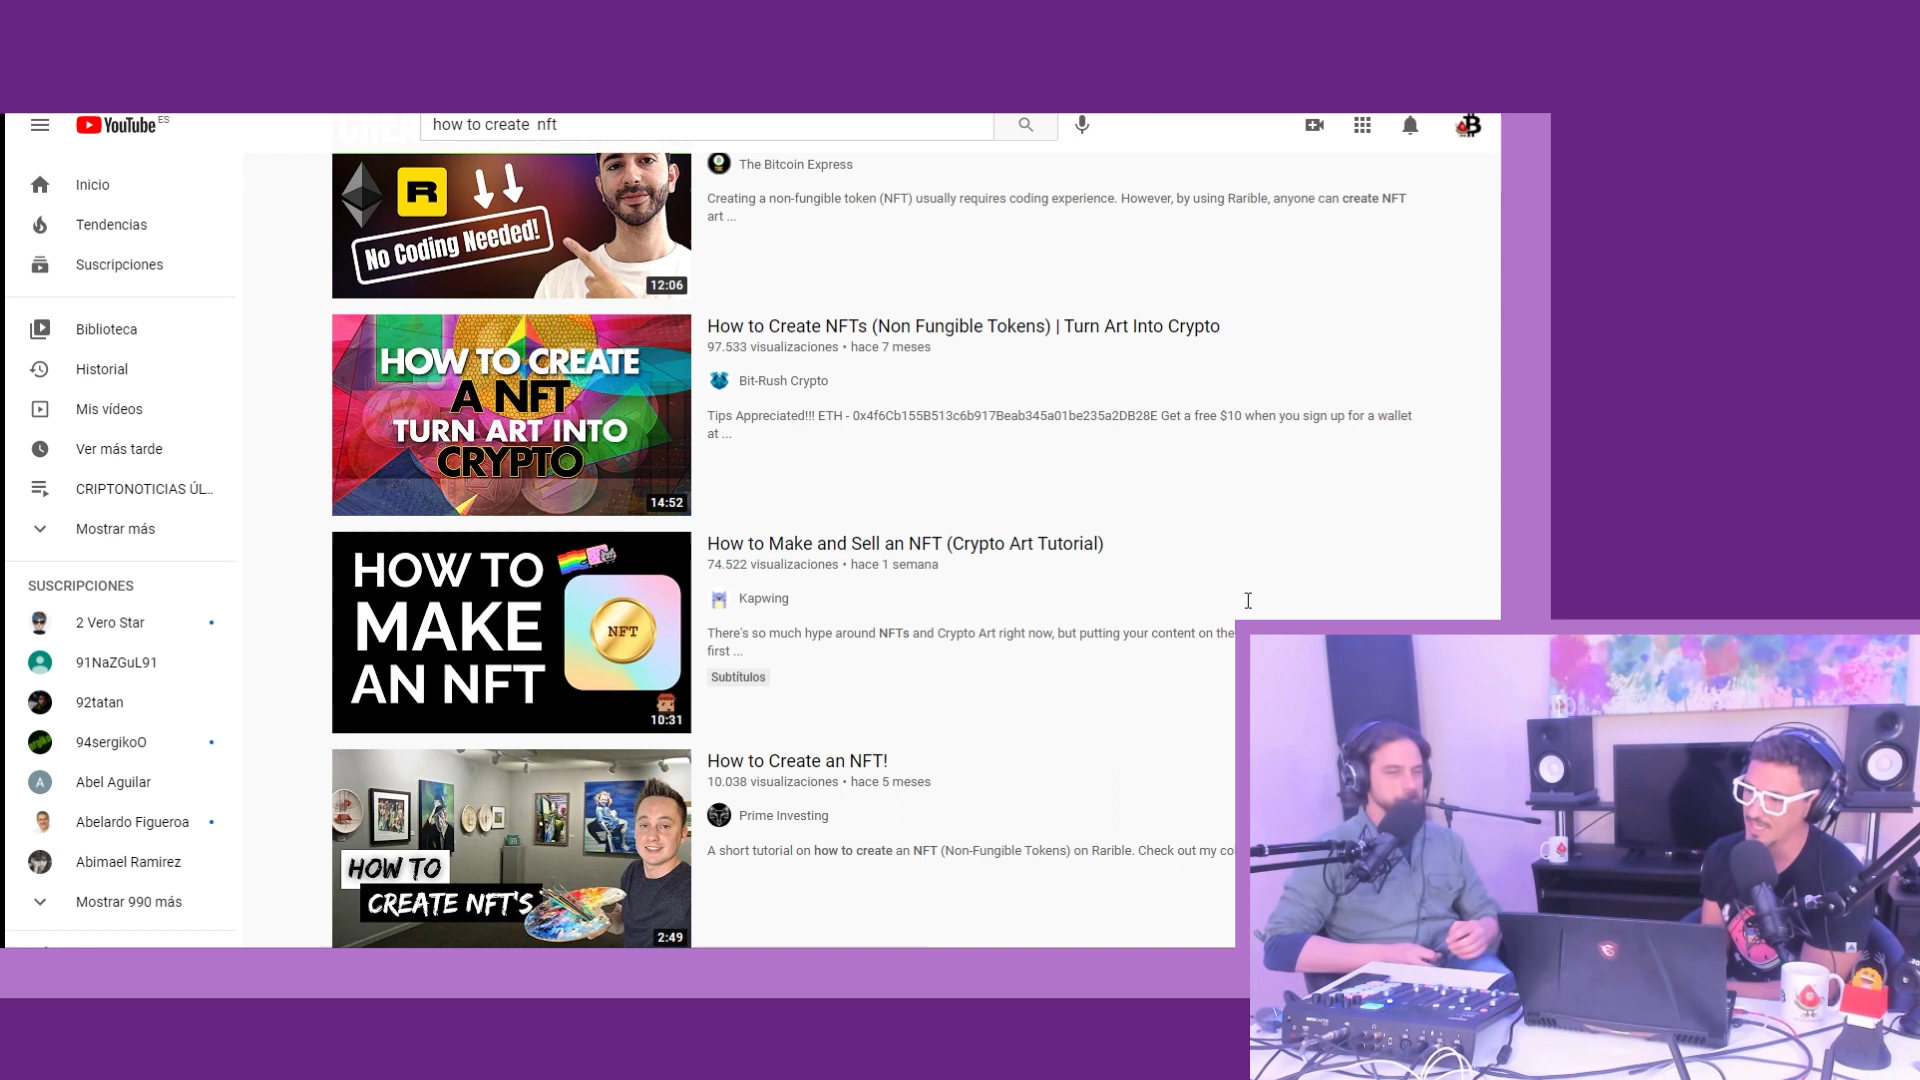 YouTube ES
how to create nft
Inicio
Tendencias
Suscripciones
Biblioteca
Historial
Mis vídeos
Ver más tarde
CRIPTONOTICIAS ÚL...
Mostrar más
SUSCRIPCIONES
2 Vero Star
91NaZGuL91
92tatan
94sergikoO
A
Abel Aguilar
Abelardo Figueroa
Abimael Ramirez
Mostrar 990 más
R
No Coding Needed!
12:06
The Bitcoin Express
Creating a non-fungible token (NFT) usually requires coding experience. However, by using Rarible, anyone can create NFT
art ...
HOW TO CREATE
A NFT
TURN ART INTO
CRYPTO
14:52
How to Create NFTs (Non Fungible Tokens) | Turn Art Into Crypto
97.533 visualizaciones • hace 7 meses
Bit-Rush Crypto
Tips Appreciated!!! ETH - 0x4f6Cb155B513c6b917Beab345a01be235a2DB28E Get a free $10 when you sign up for a wallet
at ...
HOW TO
MAKE
AN NFT
NFT
10:31
How to Make and Sell an NFT (Crypto Art Tutorial)
74.522 visualizaciones • hace 1 semana
Kapwing
There's so much hype around NFTs and Crypto Art right now, but putting your content on the
first ...
Subtítulos
HOW TO
CREATE NFT'S
2:49
How to Create an NFT!
10.038 visualizaciones • hace 5 meses
Prime Investing
A short tutorial on how to create an NFT (Non-Fungible Tokens) on Rarible. Check out my co